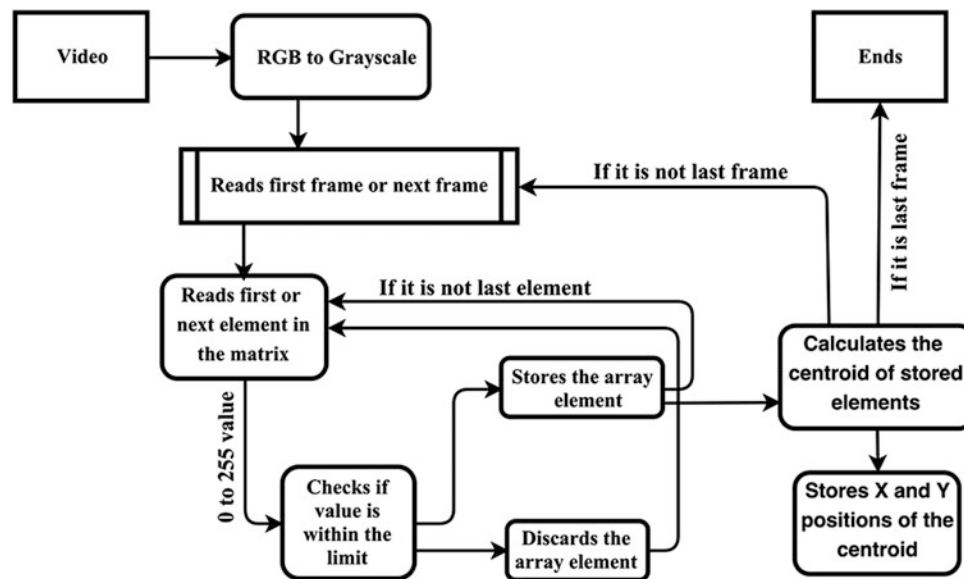 Video
RGB to Grayscale
Ends
Reads first frame or next frame
If it is not last frame
If it is last frame
Reads first or
next element in
the matrix
If it is not last element
Stores the array
element
Calculates the
centroid of stored
elements
0 to 255 value
Checks if
value is
within the
limit
Discards the
array element
Stores X and Y
positions of the
centroid